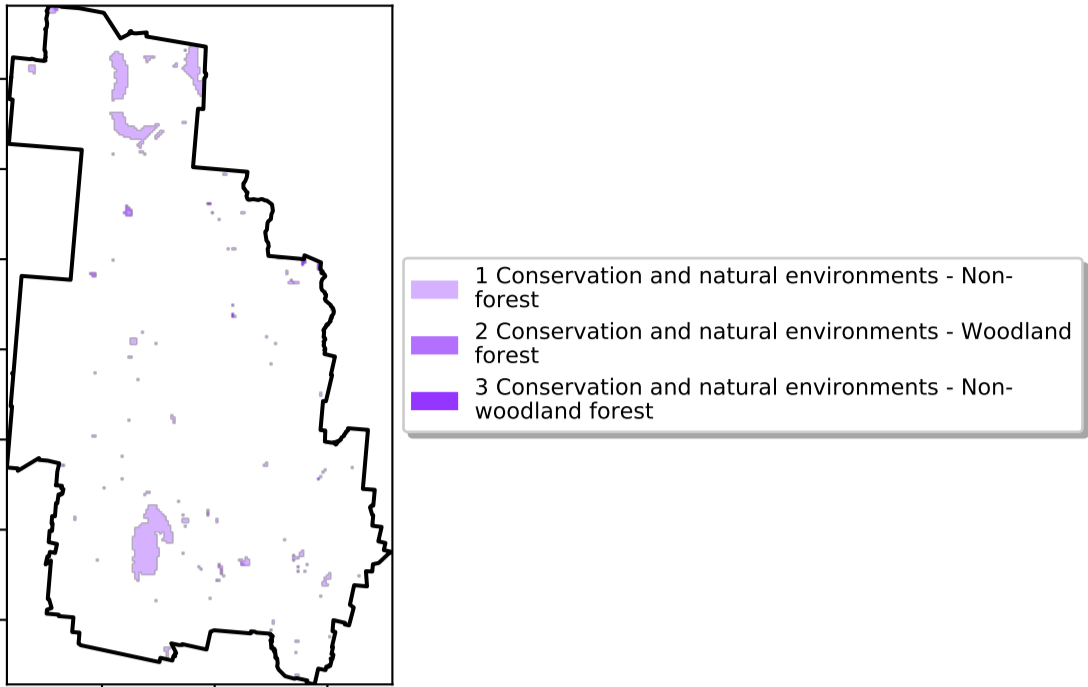 1 Conservation and natural environments - Non-
forest
2 Conservation and natural environments - Woodland
forest
3 Conservation and natural environments - Non-
woodland forest